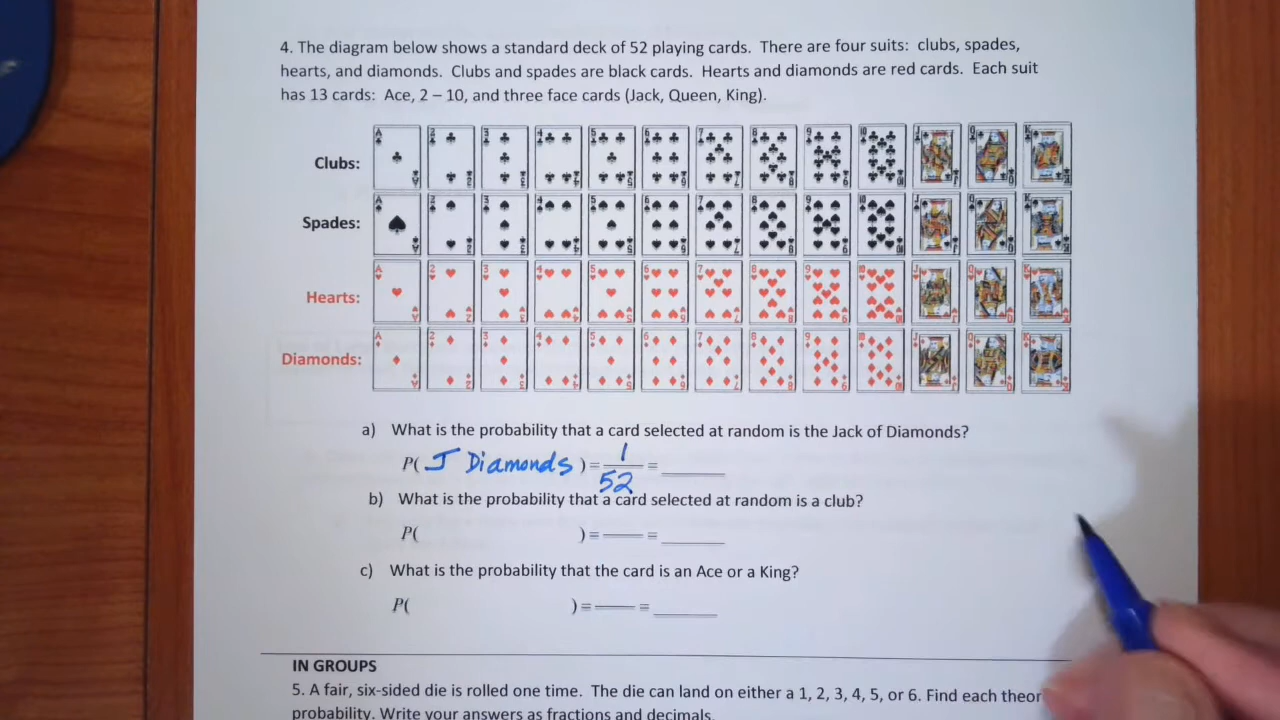 4. The diagram below shows a standard deck of 52 playing cards. There are four suits: clubs, spades,
hearts, and diamonds. Clubs and spades are black cards. Hearts and diamonds are red cards. Each suit
has 13 cards: Ace, 2 – 10, and three face cards (Jack, Queen, King).
Clubs:
Spades:
Hearts:
Diamonds:
a) What is the probability that a card selected at random is the Jack of Diamonds?
P( J Diamonds ) = 1/52 = ______
b) What is the probability that a card selected at random is a club?
P( ) = —— = ______
c) What is the probability that the card is an Ace or a King?
P( ) = —— = ______
IN GROUPS
5. A fair, six-sided die is rolled one time. The die can land on either a 1, 2, 3, 4, 5, or 6. Find each theor
probability. Write your answers as fractions and decimals.